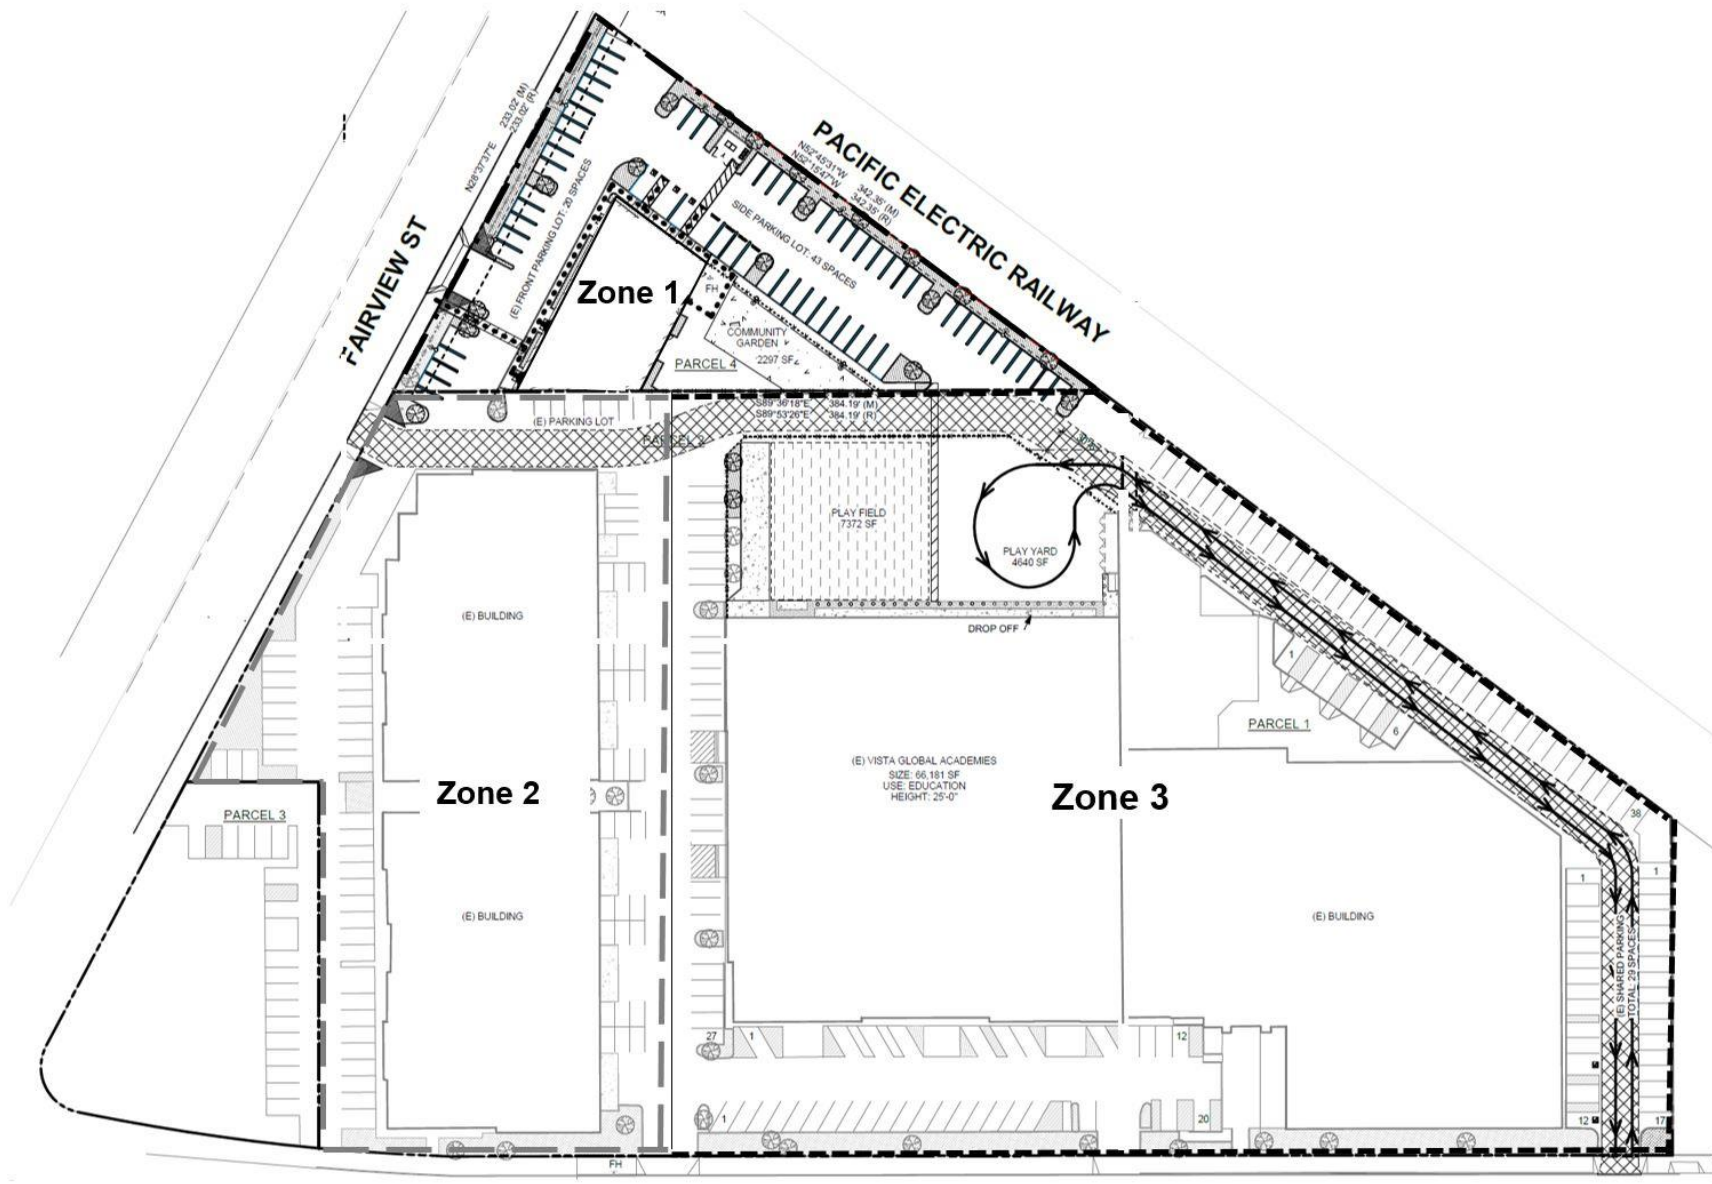 233.02' (M)
233.02' (R)
N28°37'37"E
FAIRVIEW ST
(E) FRONT PARKING LOT: 20 SPACES
PACIFIC ELECTRIC RAILWAY
N52°45'31"W 342.35' (M)
N52°15'47"W 342.35' (R)
SIDE PARKING LOT: 43 SPACES
Zone 1
FH
COMMUNITY
GARDEN
2297 SF
PARCEL 4
S89°36'18"E 384.19' (M)
S89°53'26"E 384.19' (R)
(E) PARKING LOT
PARCEL 2
PLAY FIELD
7372 SF
PLAY YARD
4640 SF
DROP OFF
(E) BUILDING
1
6
PARCEL 1
Zone 2
(E) VISTA GLOBAL ACADEMIES
SIZE: 66,181 SF
USE: EDUCATION
HEIGHT: 25'-0"
Zone 3
PARCEL 3
38
1
1
(E) BUILDING
(E) BUILDING
(E) SHARED PARKING
TOTAL: 29 SPACES
27
1
12
1
20
12
17
FH